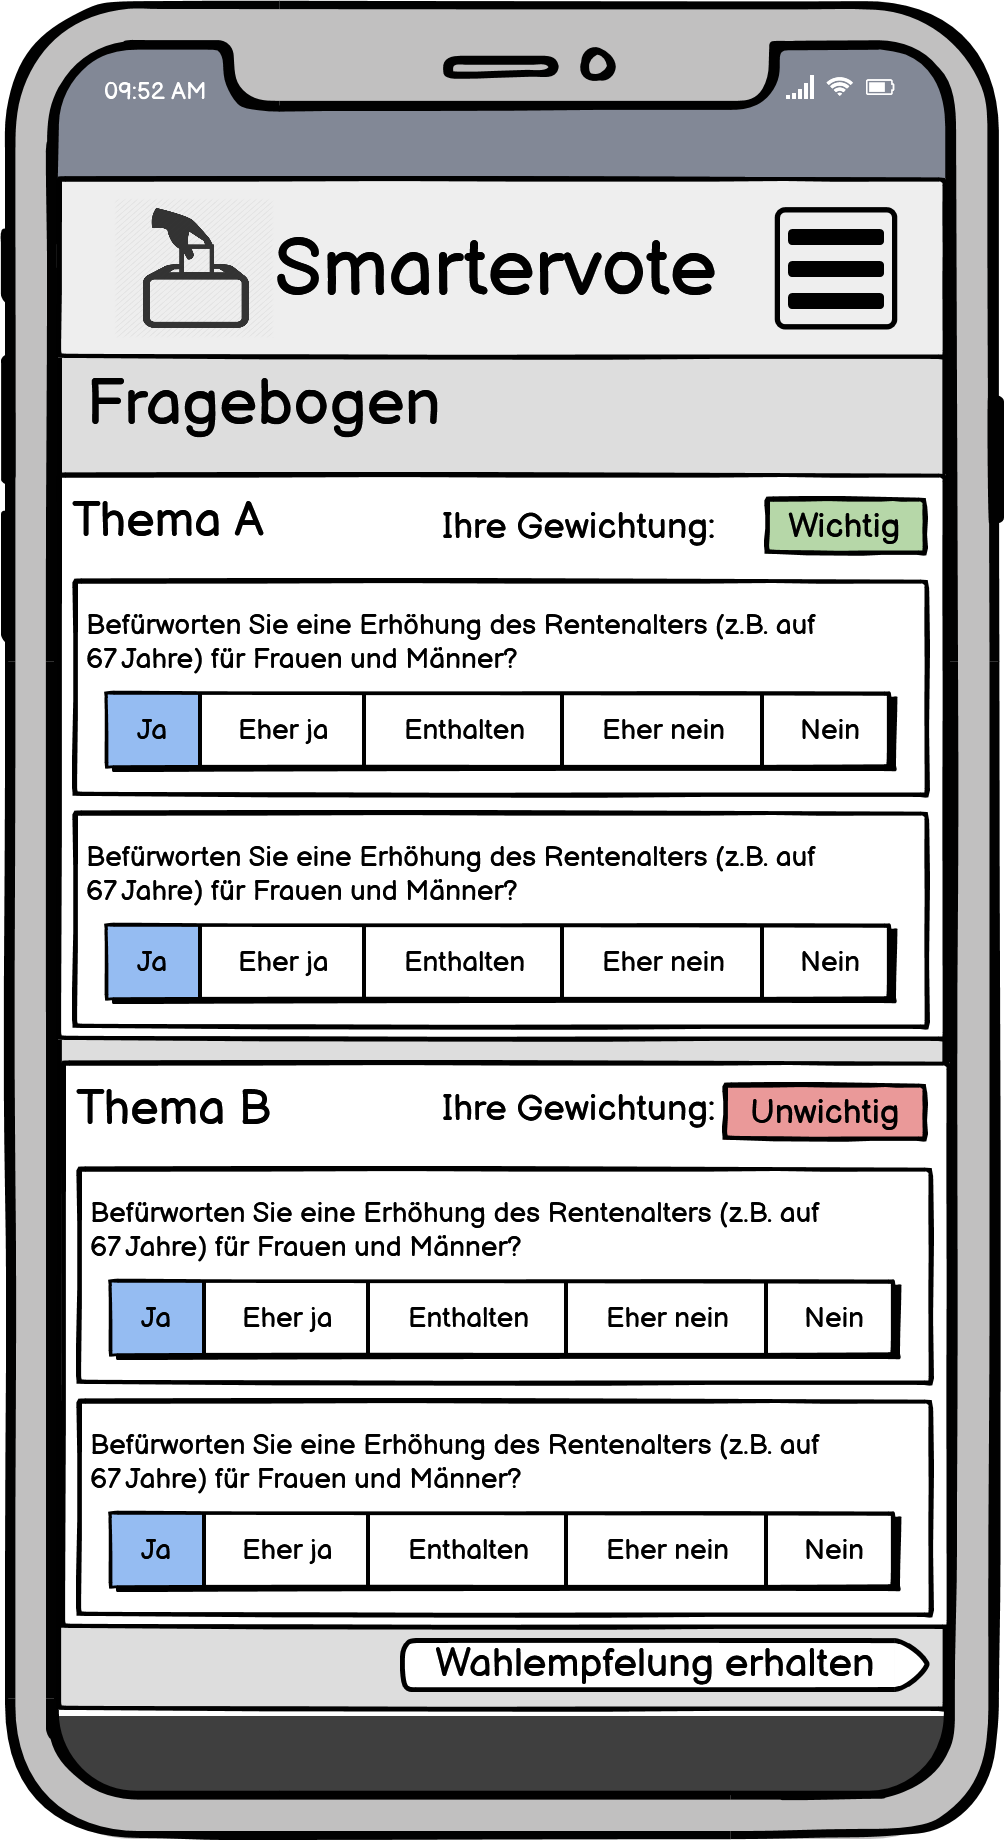 09:52 AM
Smartervote
Fragebogen
Thema A
Ihre Gewichtung:
Wichtig
Befürworten Sie eine Erhöhung des Rentenalters (z.B. auf
67 Jahre) für Frauen und Männer?
Ja Eher ja Enthalten Eher nein Nein
Befürworten Sie eine Erhöhung des Rentenalters (z.B. auf
67 Jahre) für Frauen und Männer?
Ja Eher ja Enthalten Eher nein Nein
Thema B
Ihre Gewichtung:
Unwichtig
Befürworten Sie eine Erhöhung des Rentenalters (z.B. auf
67 Jahre) für Frauen und Männer?
Ja Eher ja Enthalten Eher nein Nein
Befürworten Sie eine Erhöhung des Rentenalters (z.B. auf
67 Jahre) für Frauen und Männer?
Ja Eher ja Enthalten Eher nein Nein
Wahlempfelung erhalten